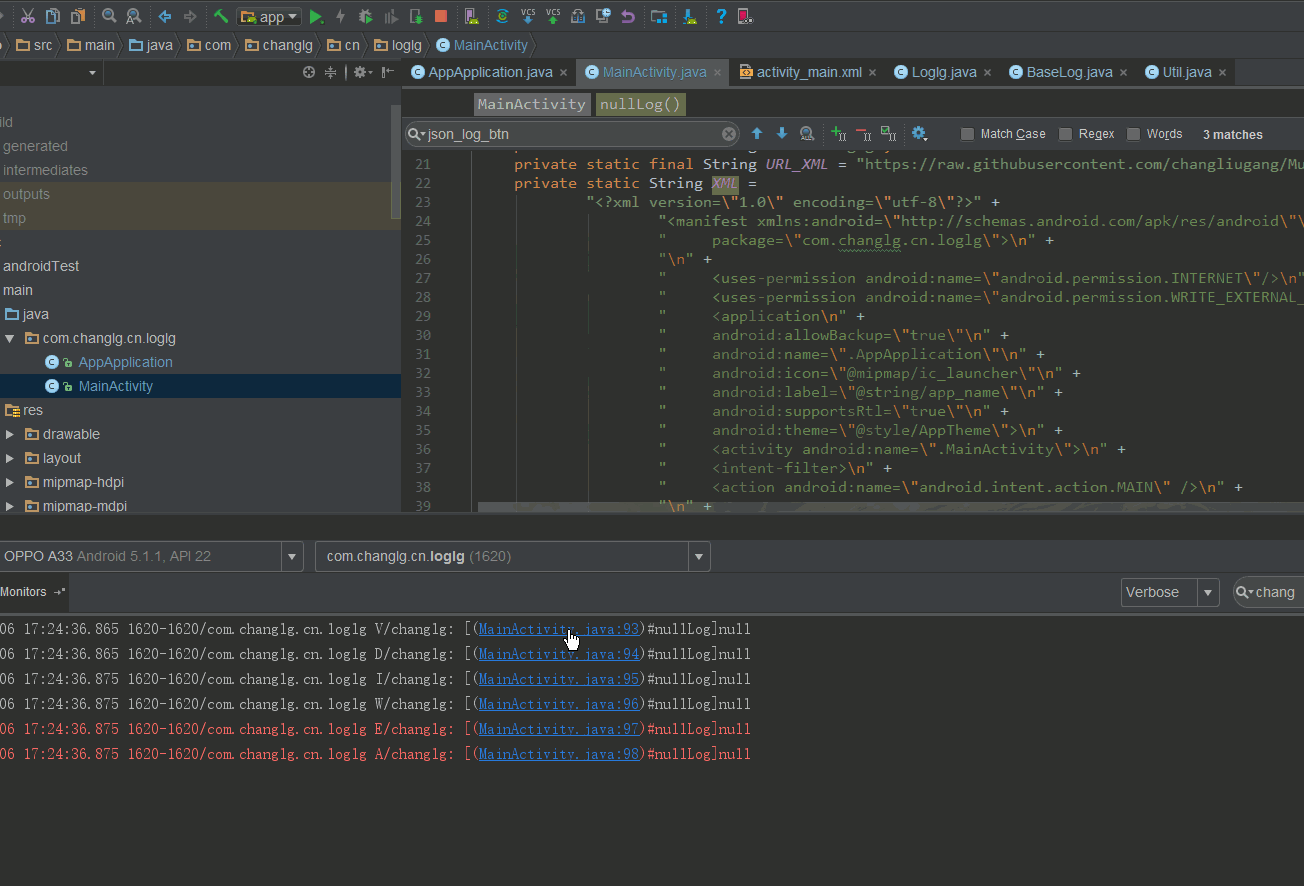 app
VCS VCS
src main java com changlg cn loglg MainActivity
AppApplication.java MainActivity.java activity_main.xml Loglg.java BaseLog.java Util.java
MainActivity nullLog()
json_log_btn Match Case Regex Words 3 matches
ild
generated
intermediates
outputs
tmp
androidTest
main
java
com.changlg.cn.loglg
AppApplication
MainActivity
res
drawable
layout
mipmap-hdpi
mipmap-mdpi
21 private static final String URL_XML = "https://raw.githubusercontent.com/changliugang/Mu
22 private static String XML =
23 "<?xml version=\"1.0\" encoding=\"utf-8\"?>" +
24 "<manifest xmlns:android=\"http://schemas.android.com/apk/res/android\"\
25 " package=\"com.changlg.cn.loglg\">\n" +
26 "\n" +
27 " <uses-permission android:name=\"android.permission.INTERNET\"/>\n"
28 " <uses-permission android:name=\"android.permission.WRITE_EXTERNAL_
29 " <application\n" +
30 " android:allowBackup=\"true\"\n" +
31 " android:name=\".AppApplication\"\n" +
32 " android:icon=\"@mipmap/ic_launcher\"\n" +
33 " android:label=\"@string/app_name\"\n" +
34 " android:supportsRtl=\"true\"\n" +
35 " android:theme=\"@style/AppTheme\">\n" +
36 " <activity android:name=\".MainActivity\">\n" +
37 " <intent-filter>\n" +
38 " <action android:name=\"android.intent.action.MAIN\" />\n" +
39 "\n" +
OPPO A33 Android 5.1.1, API 22 com.changlg.cn.loglg (1620)
Monitors Verbose chang
06 17:24:36.865 1620-1620/com.changlg.cn.loglg V/changlg: [(MainActivity.java:93)#nullLog]null
06 17:24:36.875 1620-1620/com.changlg.cn.loglg D/changlg: [(MainActivity.java:94)#nullLog]null
06 17:24:36.875 1620-1620/com.changlg.cn.loglg I/changlg: [(MainActivity.java:95)#nullLog]null
06 17:24:36.875 1620-1620/com.changlg.cn.loglg W/changlg: [(MainActivity.java:96)#nullLog]null
06 17:24:36.875 1620-1620/com.changlg.cn.loglg E/changlg: [(MainActivity.java:97)#nullLog]null
06 17:24:36.875 1620-1620/com.changlg.cn.loglg A/changlg: [(MainActivity.java:98)#nullLog]null